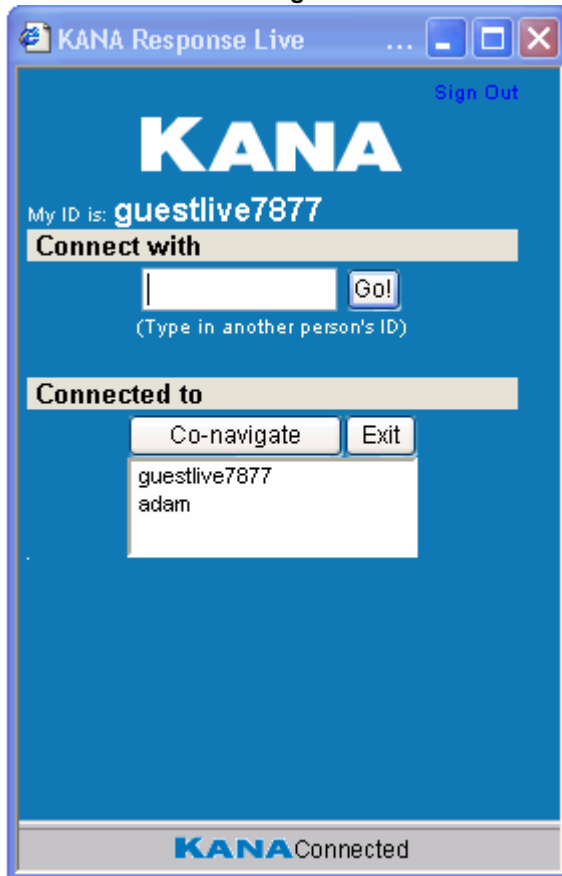 KANA Response Live ...
Sign Out
KANA
My ID is: guestlive7877
Connect with
Go!
(Type in another person's ID)
Connected to
Co-navigate Exit
guestlive7877
adam
KANA Connected